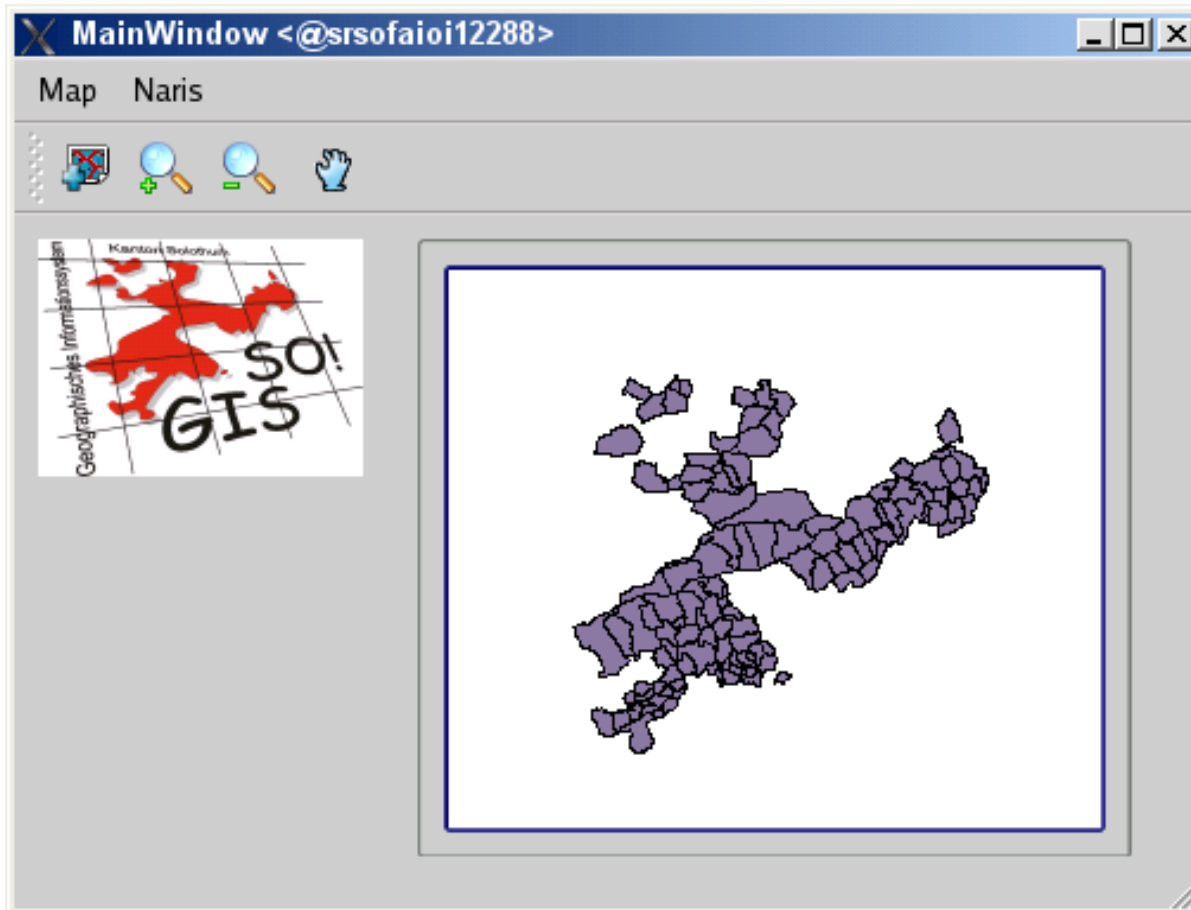 MainWindow <@srsofaioi12288>
Map Naris
Kanton Solothurn
Geographisches Informationssystem
SO!
GIS